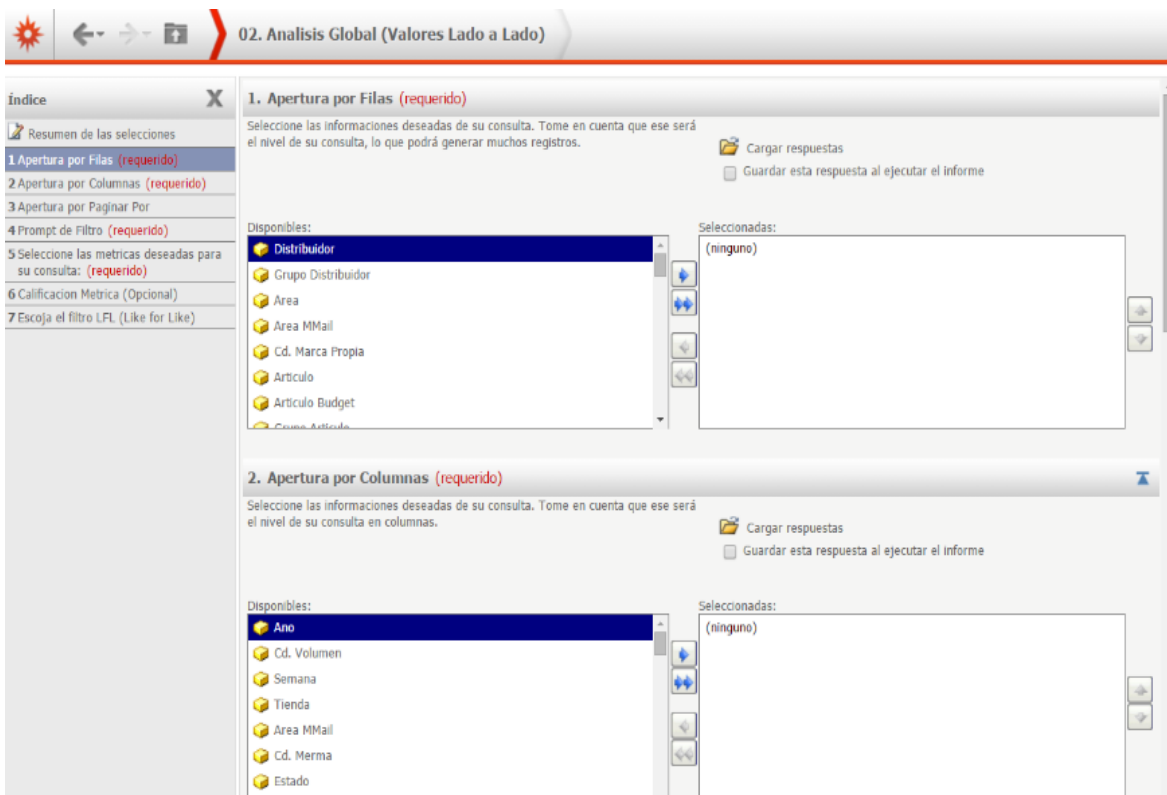 02. Analisis Global (Valores Lado a Lado)
Índice
X
Resumen de las selecciones
1 Apertura por Filas (requerido)
2 Apertura por Columnas (requerido)
3 Apertura por Paginar Por
4 Prompt de Filtro (requerido)
5 Seleccione las metricas deseadas para
su consulta: (requerido)
6 Calificacion Metrica (Opcional)
7 Escoja el filtro LFL (Like for Like)
1. Apertura por Filas (requerido)
Seleccione las informaciones deseadas de su consulta. Tome en cuenta que ese será
el nivel de su consulta, lo que podrá generar muchos registros.
Cargar respuestas
Guardar esta respuesta al ejecutar el informe
Disponibles:
Distribuidor
Grupo Distribuidor
Area
Area MMail
Cd. Marca Propia
Articulo
Articulo Budget
Grupo Articulo
Seleccionadas:
(ninguno)
2. Apertura por Columnas (requerido)
Seleccione las informaciones deseadas de su consulta. Tome en cuenta que ese será
el nivel de su consulta en columnas.
Cargar respuestas
Guardar esta respuesta al ejecutar el informe
Disponibles:
Ano
Cd. Volumen
Semana
Tienda
Area MMail
Cd. Merma
Estado
Seleccionadas:
(ninguno)